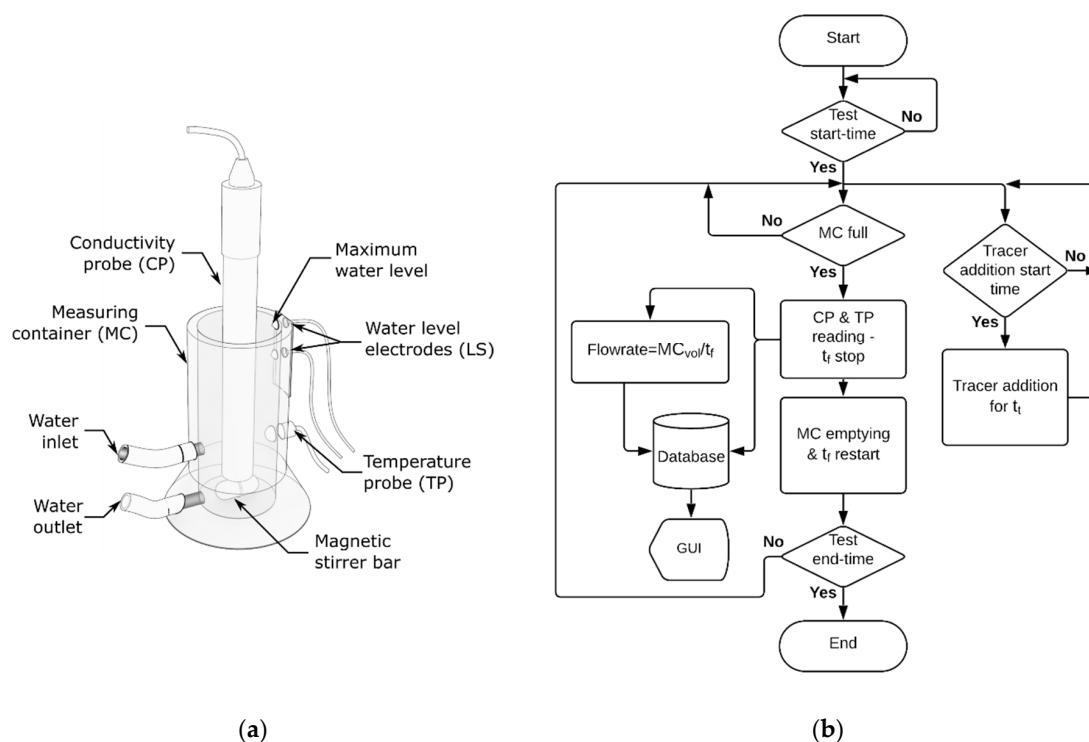 Conductivity
probe (CP)
Maximum
water level
Measuring
container (MC)
Water level
electrodes (LS)
Water
inlet
Temperature
probe (TP)
Water
outlet
Magnetic
stirrer bar
(a)
Start
Test
start-time
No
Yes
MC full
No
Yes
Tracer
addition start
time
No
Yes
CP & TP
reading -
tf stop
Flowrate=MCvol/tf
Tracer addition
for tt
MC emptying
& tf restart
Database
GUI
Test
end-time
No
Yes
End
(b)